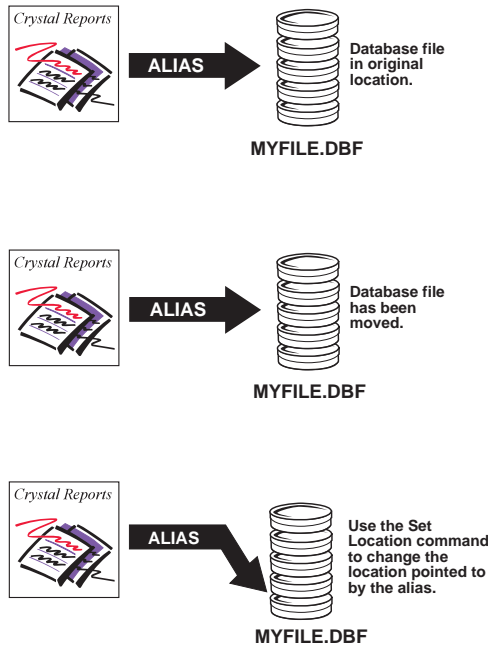 Crystal Reports
ALIAS
Database file
in original
location.
MYFILE.DBF
Crystal Reports
ALIAS
Database file
has been
moved.
MYFILE.DBF
Crystal Reports
ALIAS
Use the Set
Location command
to change the
location pointed to
by the alias.
MYFILE.DBF